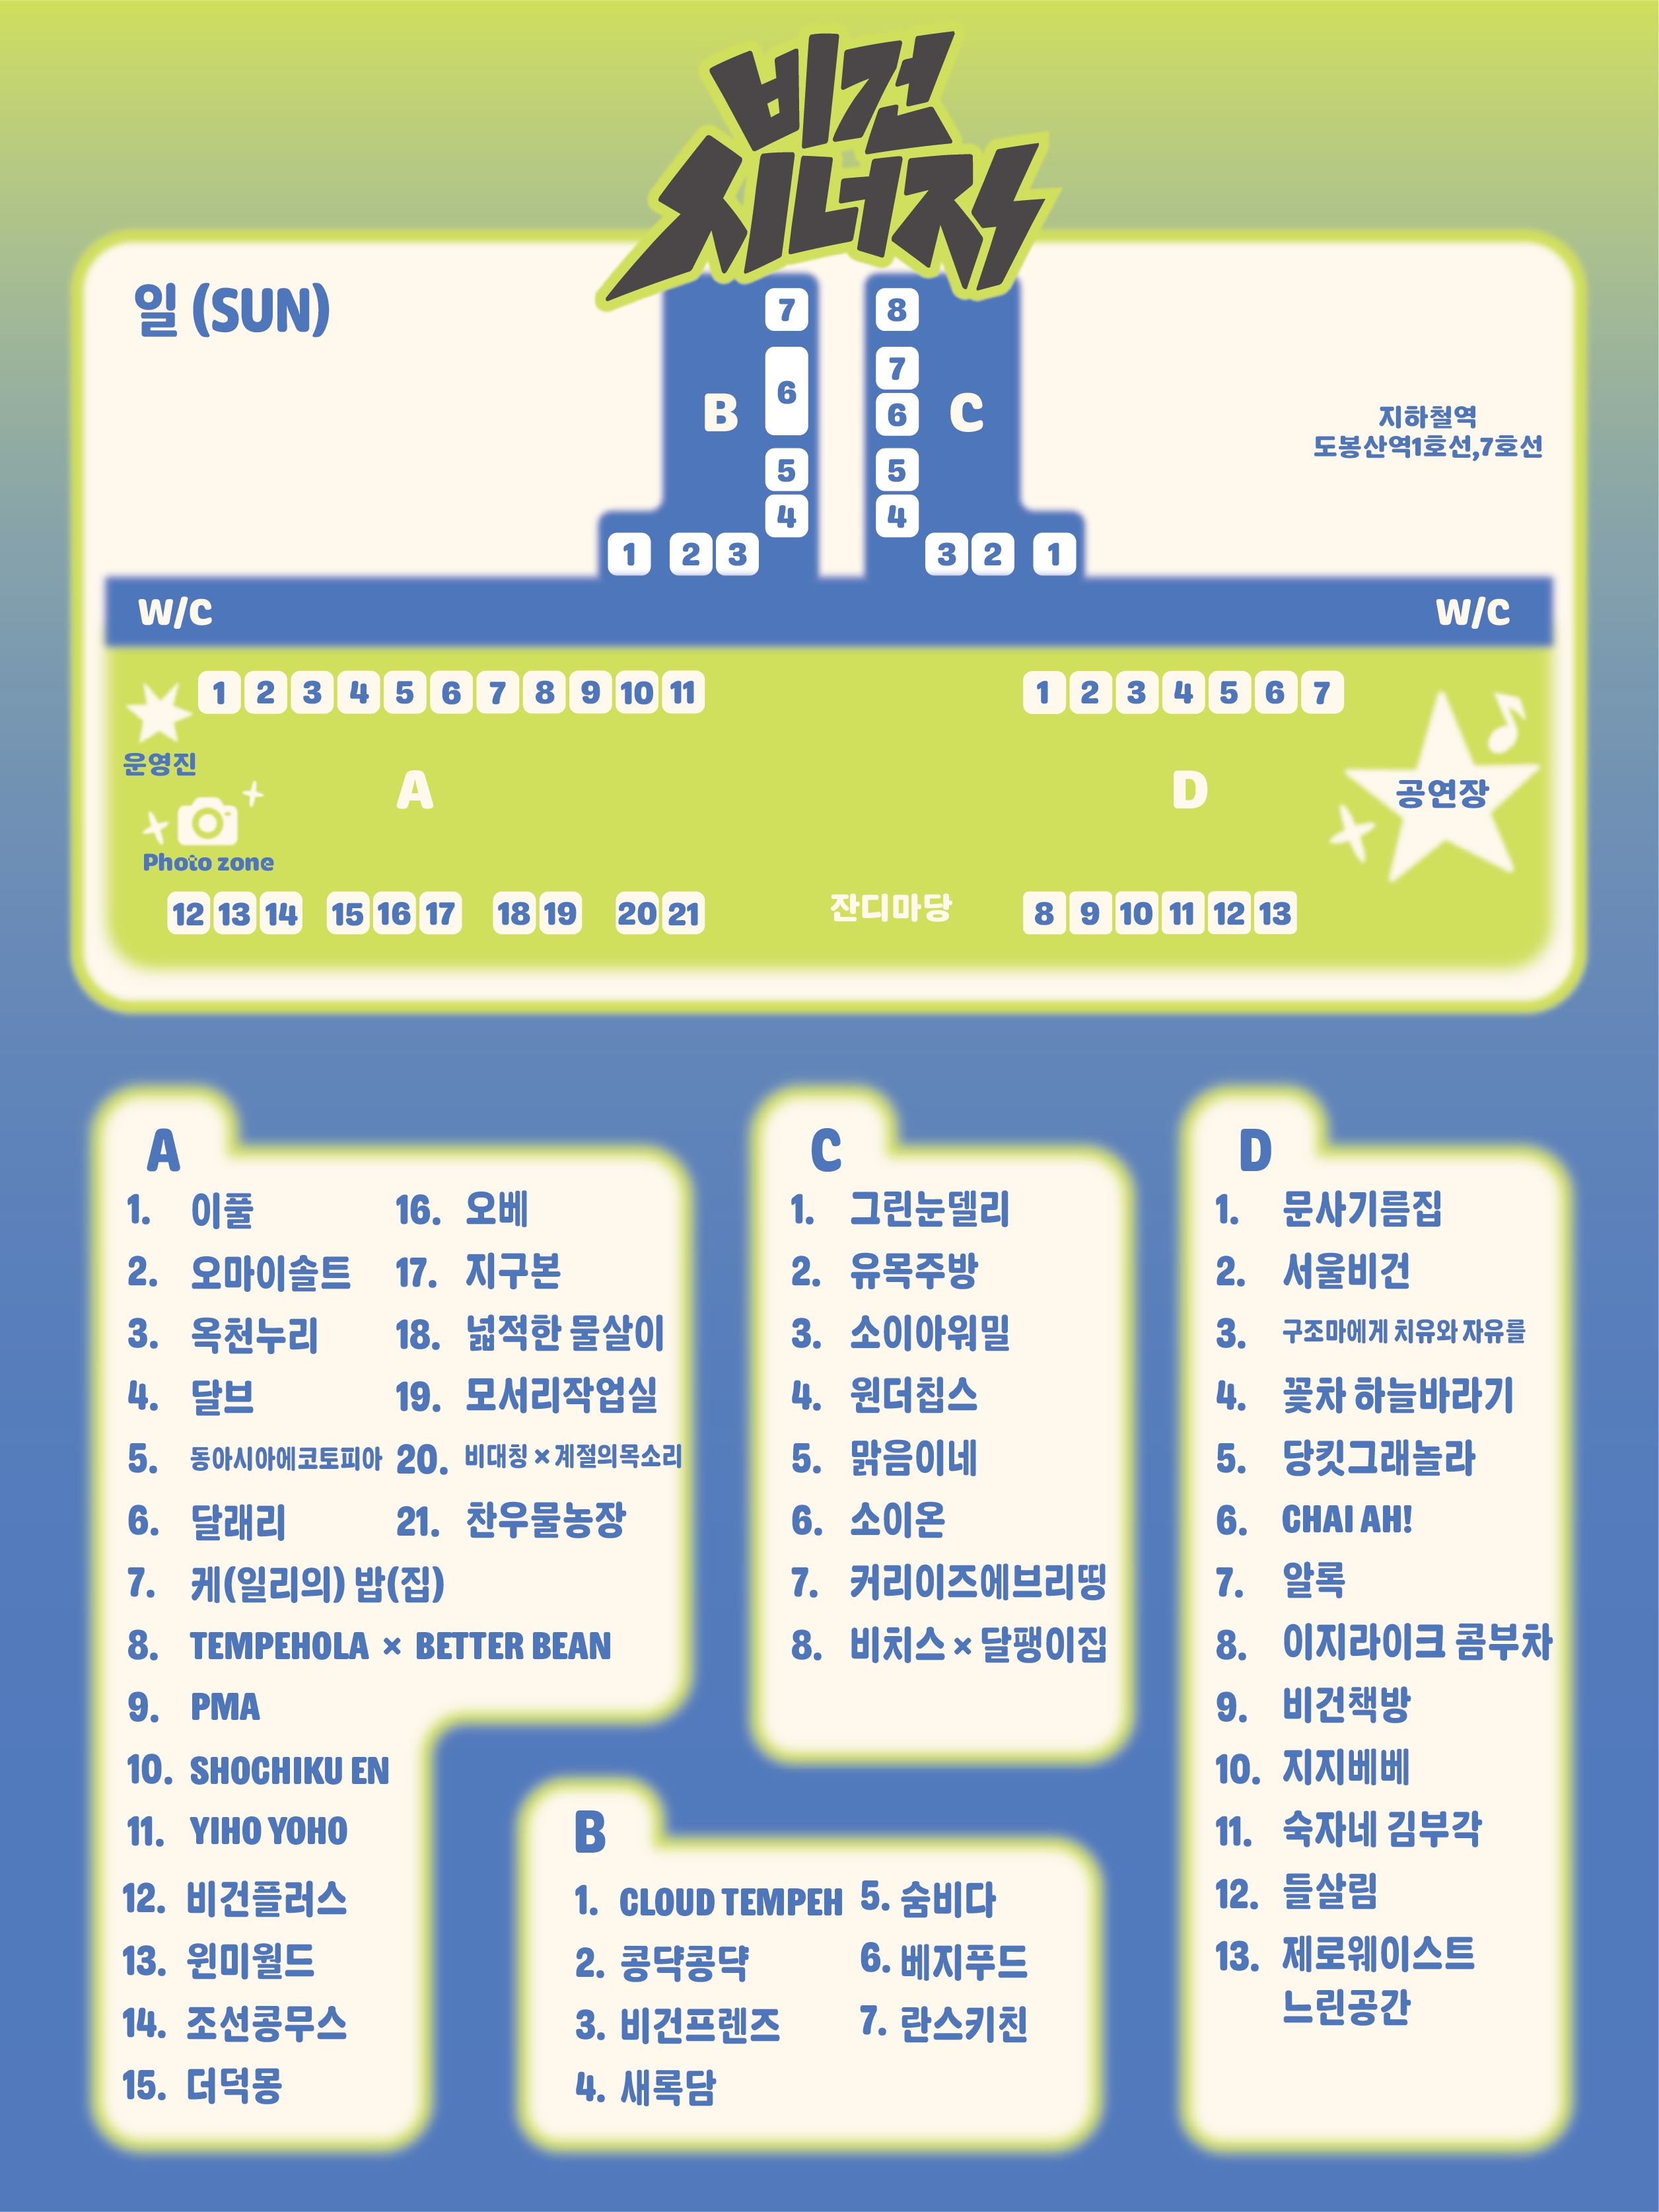 비건
시너지
일 (SUN)
7
8
6
7
6
B
C
지하철역
도봉산역1호선,7호선
5
5
4
4
1 2 3
3 2 1
W/C
W/C
1 2 3 4 5 6 7 8 9 10 11
1 2 3 4 5 6 7
운영진
A
D
공연장
Photo zone
12 13 14 15 16 17 18 19 20 21
잔디마당
8 9 10 11 12 13
A
1. 이풀
2. 오마이솔트
3. 옥천누리
4. 달브
5. 동아시아에코토피아
6. 달래리
7. 케(일리의) 밥(집)
8. TEMPEHOLA × BETTER BEAN
9. PMA
10. SHOCHIKU EN
11. YIHO YOHO
12. 비건플러스
13. 윈미월드
14. 조선콩무스
15. 더덕몽
16. 오베
17. 지구본
18. 넓적한 물살이
19. 모서리작업실
20. 비대칭 × 계절의목소리
21. 찬우물농장
B
1. CLOUD TEMPEH
2. 콩댝콩댝
3. 비건프렌즈
4. 새록담
5. 숨비다
6. 베지푸드
7. 란스키친
C
1. 그린눈델리
2. 유목주방
3. 소이아워밀
4. 원더칩스
5. 맑음이네
6. 소이온
7. 커리이즈에브리띵
8. 비치스 × 달팽이집
D
1. 문사기름집
2. 서울비건
3. 구조마에게 치유와 자유를
4. 꽃차 하늘바라기
5. 당킷그래놀라
6. CHAI AH!
7. 알록
8. 이지라이크 콤부차
9. 비건책방
10. 지지베베
11. 숙자네 김부각
12. 들살림
13. 제로웨이스트
느린공간